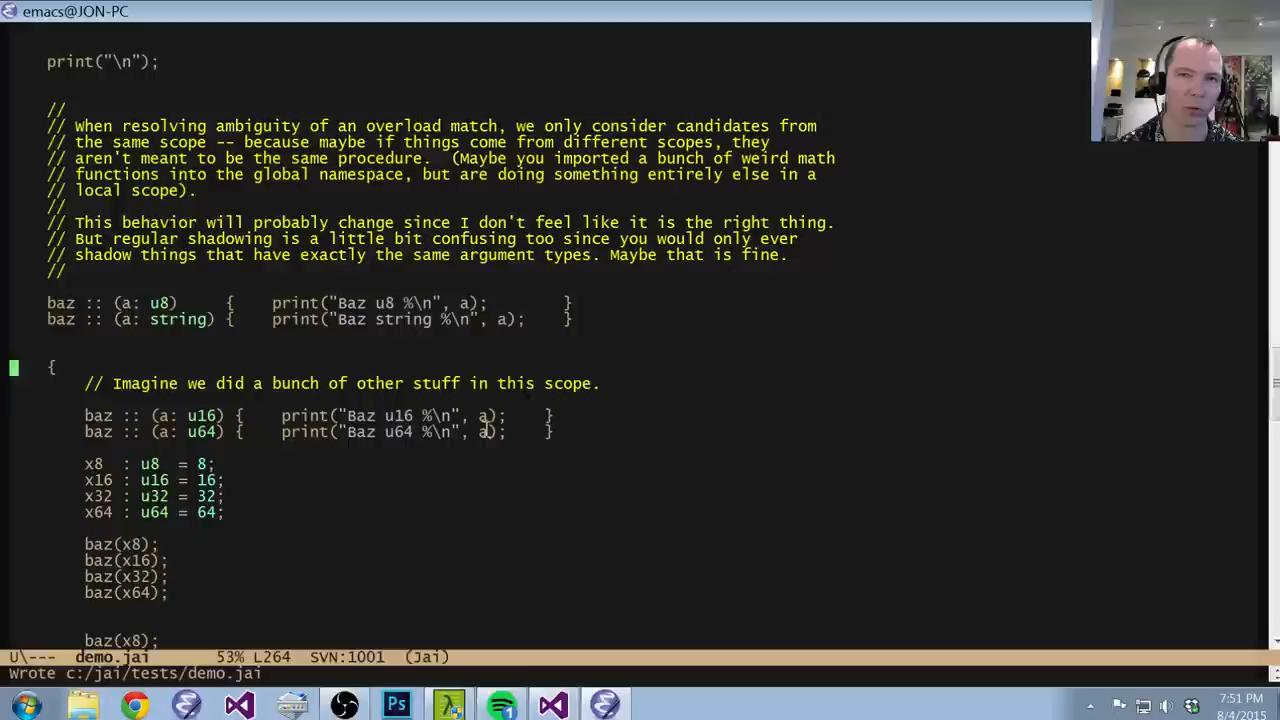 emacs@JON-PC
print("\n");
//
// When resolving ambiguity of an overload match, we only consider candidates from
// the same scope -- because maybe if things come from different scopes, they
// aren't meant to be the same procedure.  (Maybe you imported a bunch of weird math
// functions into the global namespace, but are doing something entirely else in a
// local scope).
//
// This behavior will probably change since I don't feel like it is the right thing.
// But regular shadowing is a little bit confusing too since you would only ever
// shadow things that have exactly the same argument types. Maybe that is fine.
//
baz :: (a: u8)     {    print("Baz u8 %\n", a);        }
baz :: (a: string) {    print("Baz string %\n", a);    }
{
// Imagine we did a bunch of other stuff in this scope.
baz :: (a: u16) {    print("Baz u16 %\n", a);    }
baz :: (a: u64) {    print("Baz u64 %\n", a);    }
x8  : u8  = 8;
x16 : u16 = 16;
x32 : u32 = 32;
x64 : u64 = 64;
baz(x8);
baz(x16);
baz(x32);
baz(x64);
baz(x8);
U\---  demo.jai       53% L264   SVN:1001  (Jai)
Wrote c:/jai/tests/demo.jai
Ps
λ
1
7:51 PM
8/4/2015